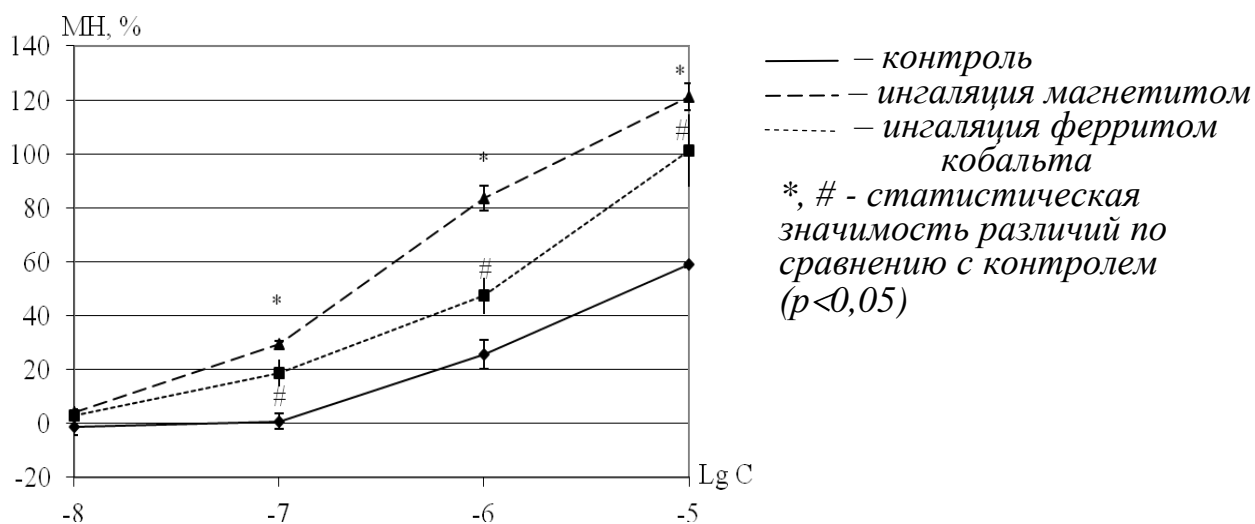 МН, %
140
120
100
80
60
40
20
0
-20
-8
-7
-6
-5
Lg C
*
*
*
#
#
#
– контроль
– ингаляция магнетитом
– ингаляция ферритом
кобальта
*, # - статистическая
значимость различий по
сравнению с контролем
(p<0,05)